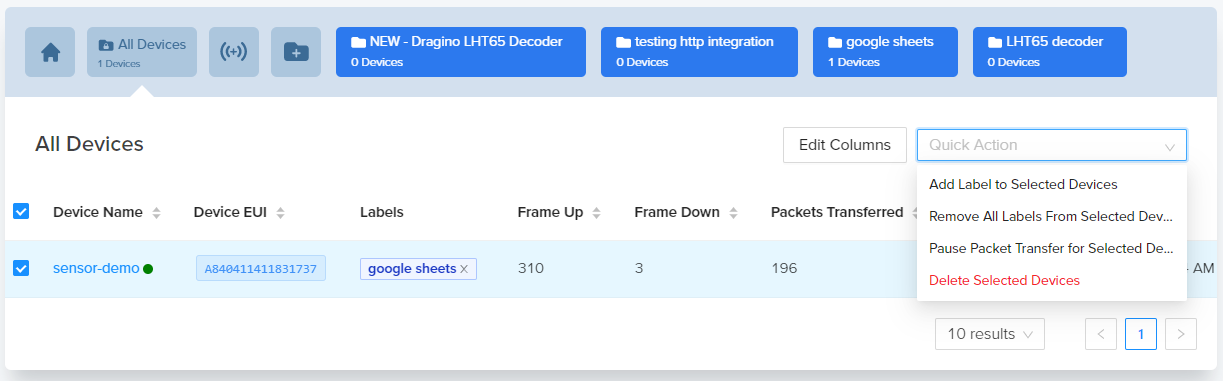 All Devices
1 Devices
NEW - Dragino LHT65 Decoder
0 Devices
testing http integration
0 Devices
google sheets
1 Devices
LHT65 decoder
0 Devices
All Devices
Edit Columns
Quick Action
Add Label to Selected Devices
Remove All Labels From Selected Dev...
Pause Packet Transfer for Selected De...
Delete Selected Devices
Device Name
Device EUI
Labels
Frame Up
Frame Down
Packets Transferred
sensor-demo
A840411411831737
google sheets
310
3
196
AM
10 results
1